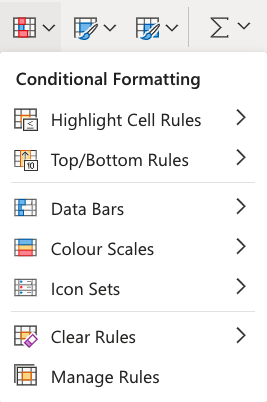 Conditional Formatting
Highlight Cell Rules
Top/Bottom Rules
Data Bars
Colour Scales
Icon Sets
Clear Rules
Manage Rules